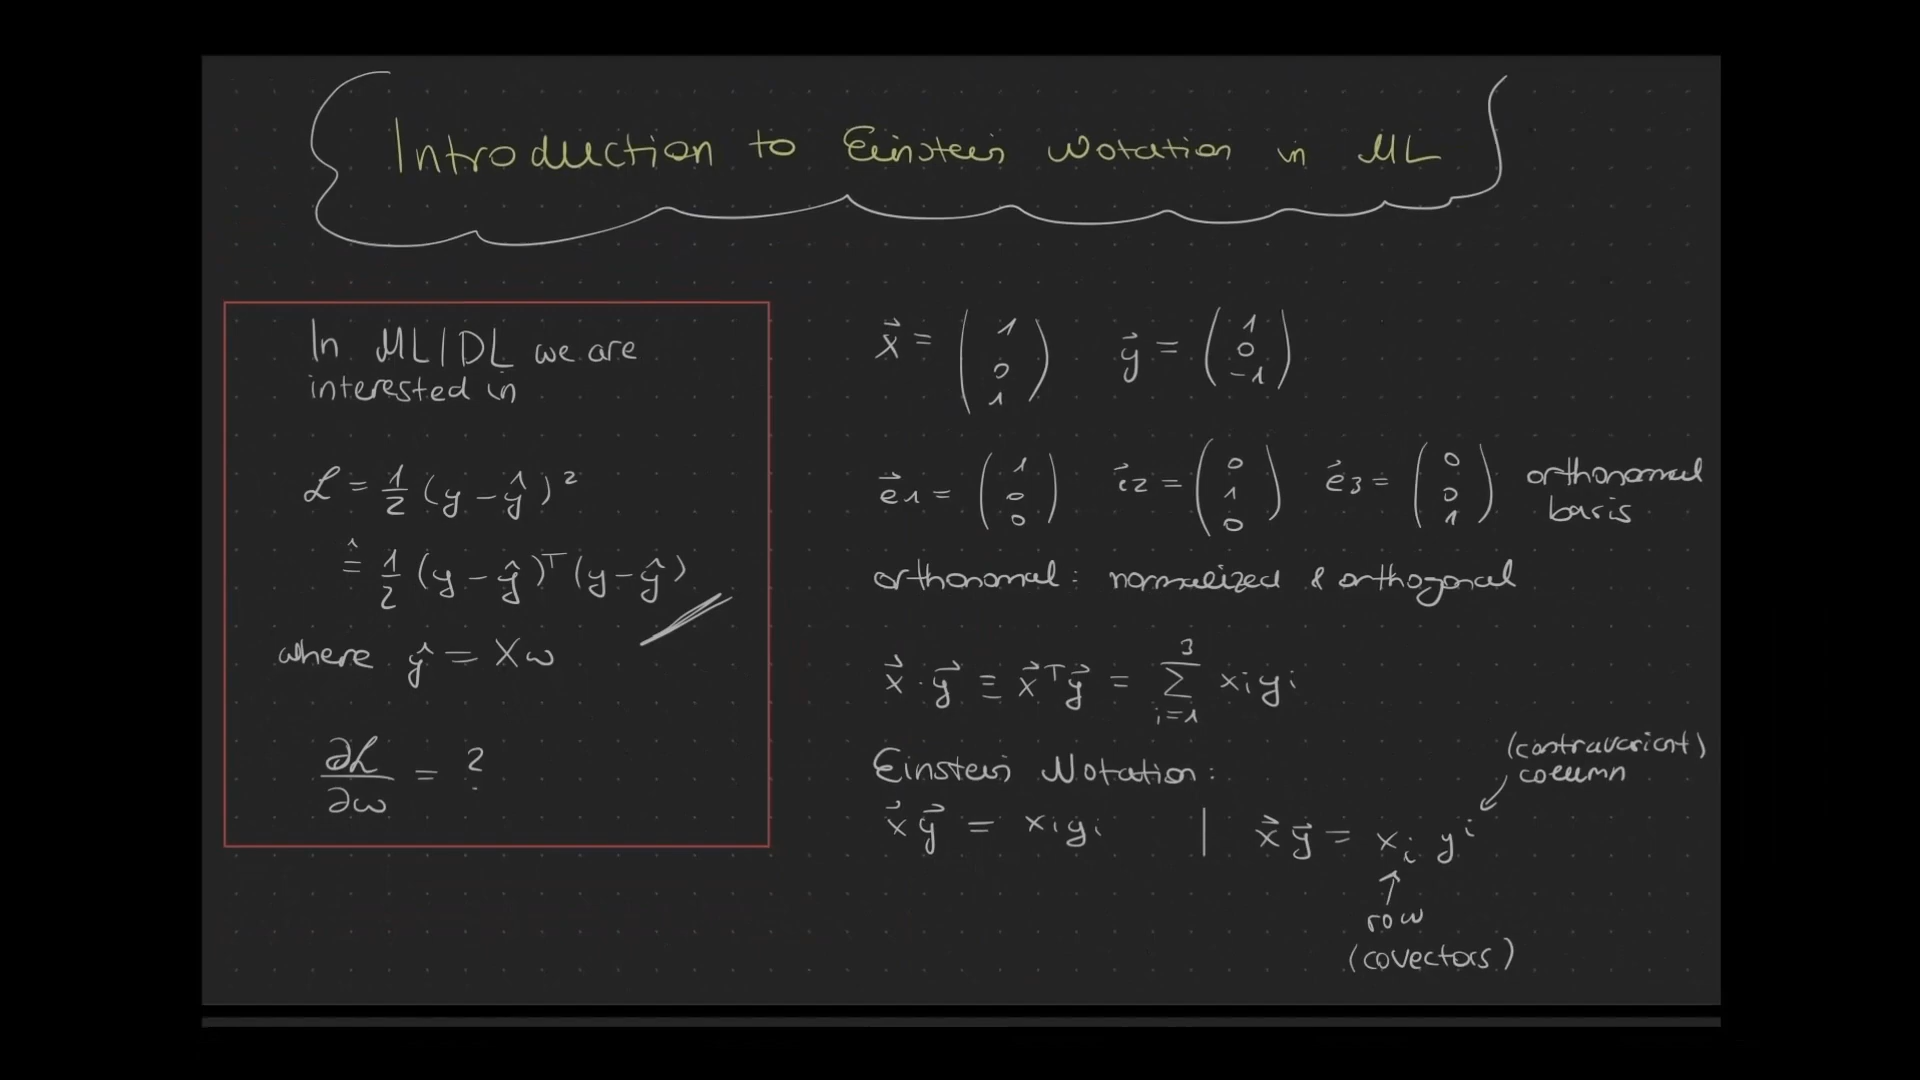 Introduction to Einstein Notation in ML
In ML/DL we are
interested in
ℒ = 1/2 (y - ŷ)²
≙ 1/2 (y - ŷ)ᵀ (y - ŷ)
where ŷ = Xω
∂ℒ/∂ω = ?
x⃗ = (1 0 1) y⃗ = (1 0 -1)
e⃗1 = (1 0 0) e⃗2 = (0 1 0) e⃗3 = (0 0 1) orthonormal
basis
orthonormal: normalized & orthogonal
x⃗ · y⃗ ≡ x⃗ᵀy⃗ = Σ_{i=1}^{3} xᵢyᵢ
Einstein Notation:
x⃗ y⃗ = xᵢyᵢ | x⃗ y⃗ = xᵢ yⁱ
(contravariant)
column
row
(covectors)